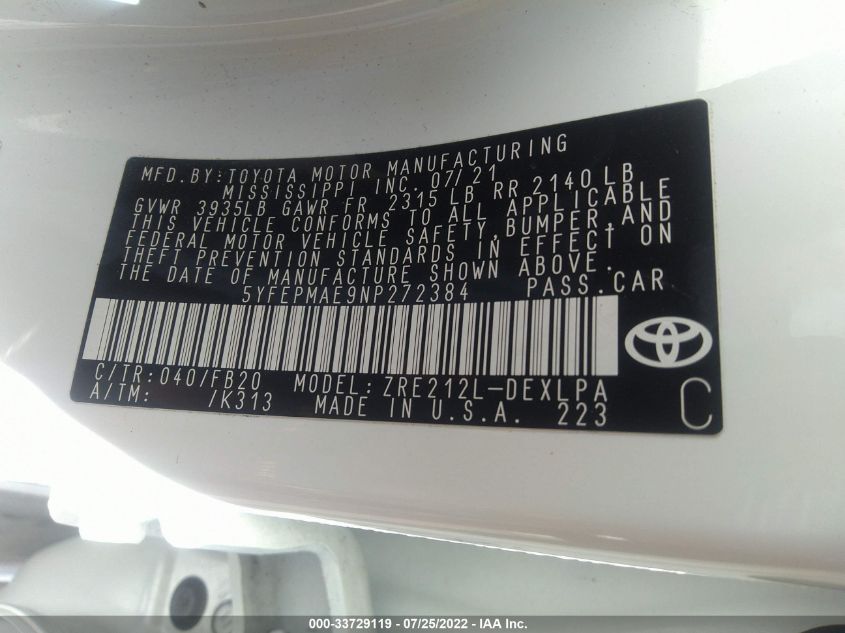 MFD.BY:TOYOTA MOTOR MANUFACTURING
MISSISSIPPI INC. 07/21
GVWR 3935LB GAWR FR 2315 LB RR 2140LB
THIS VEHICLE CONFORMS TO ALL APPLICABLE
FEDERAL MOTOR VEHICLE SAFETY,BUMPER,AND
THEFT PREVENTION STANDARDS IN EFFECT ON
THE DATE OF MANUFACTURE SHOWN ABOVE.
5YFEPMAE9NP272384 PASS.CAR
C/TR:040/FB20 MODEL:ZRE212L-DEXLPA
A/TM: /K313 MADE IN U.S.A. 223
C
000-33729119 - 07/25/2022 - IAA Inc.